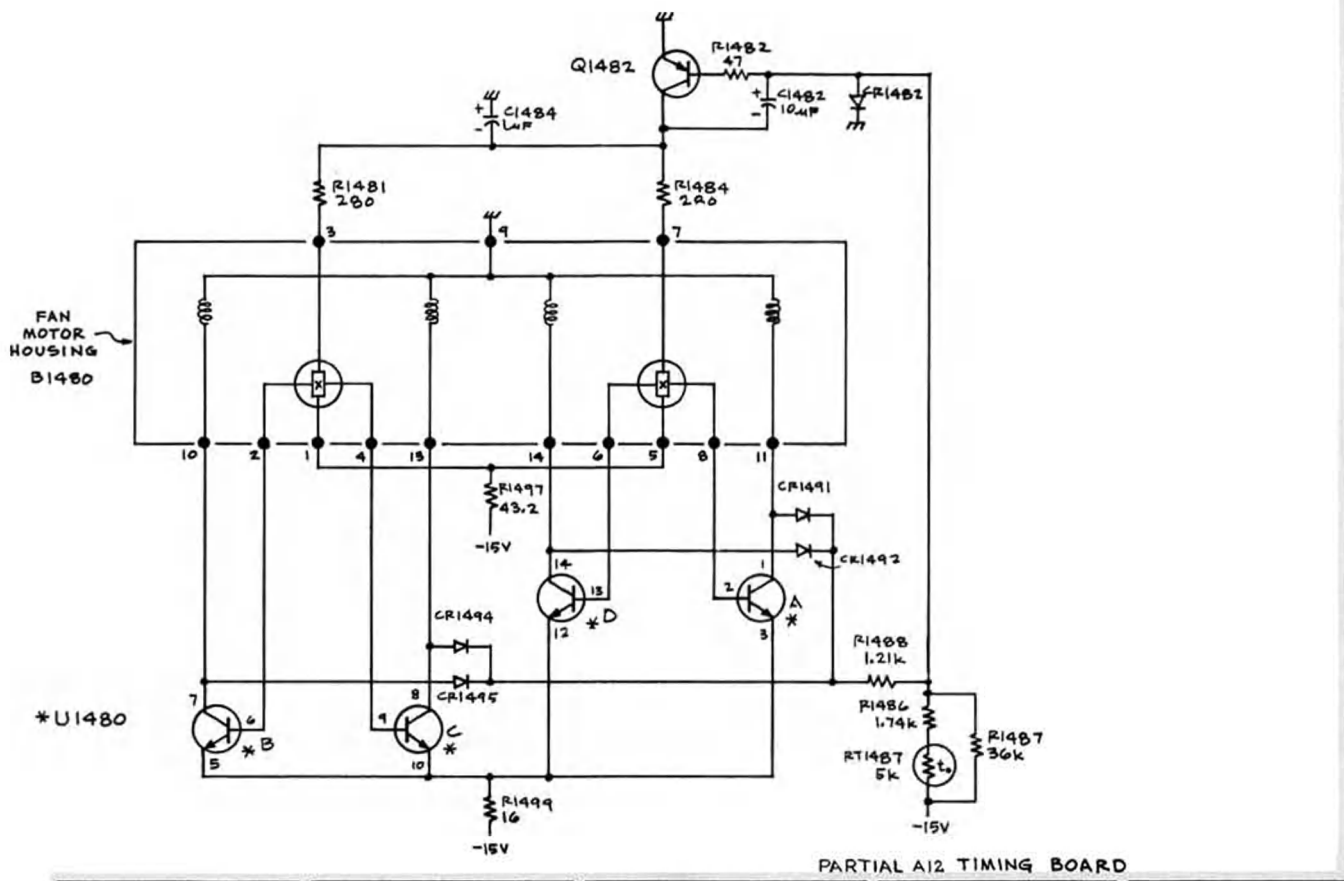 Q1482
R1482
47
+
C1482
10µF
-
CR1482
+
C1484
1µF
-
R1481
280
R1484
280
3
9
7
FAN
MOTOR
HOUSING
B1480
x
x
10
2
1
4
13
14
6
5
8
11
R1497
43.2
-15V
CR1491
CR1492
14
13
12
*D
1
2
3
A
*
CR1494
CR1495
R1488
1.21k
R1486
1.74k
R1487
36k
RT1487
5k
t°
-15V
*U1480
7
6
5
*B
8
9
10
C
*
R1499
16
-15V
PARTIAL A12 TIMING BOARD